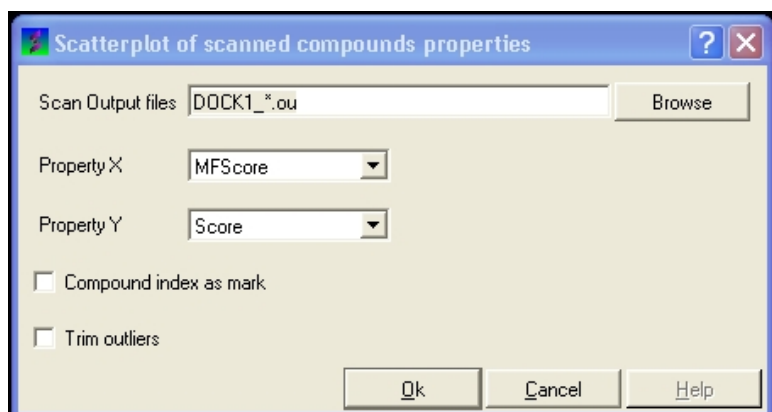 Scatterplot of scanned compounds properties
Scan Output files DOCK1_*.ou Browse
Property X MFScore
Property Y Score
Compound index as mark
Trim outliers
Ok Cancel Help